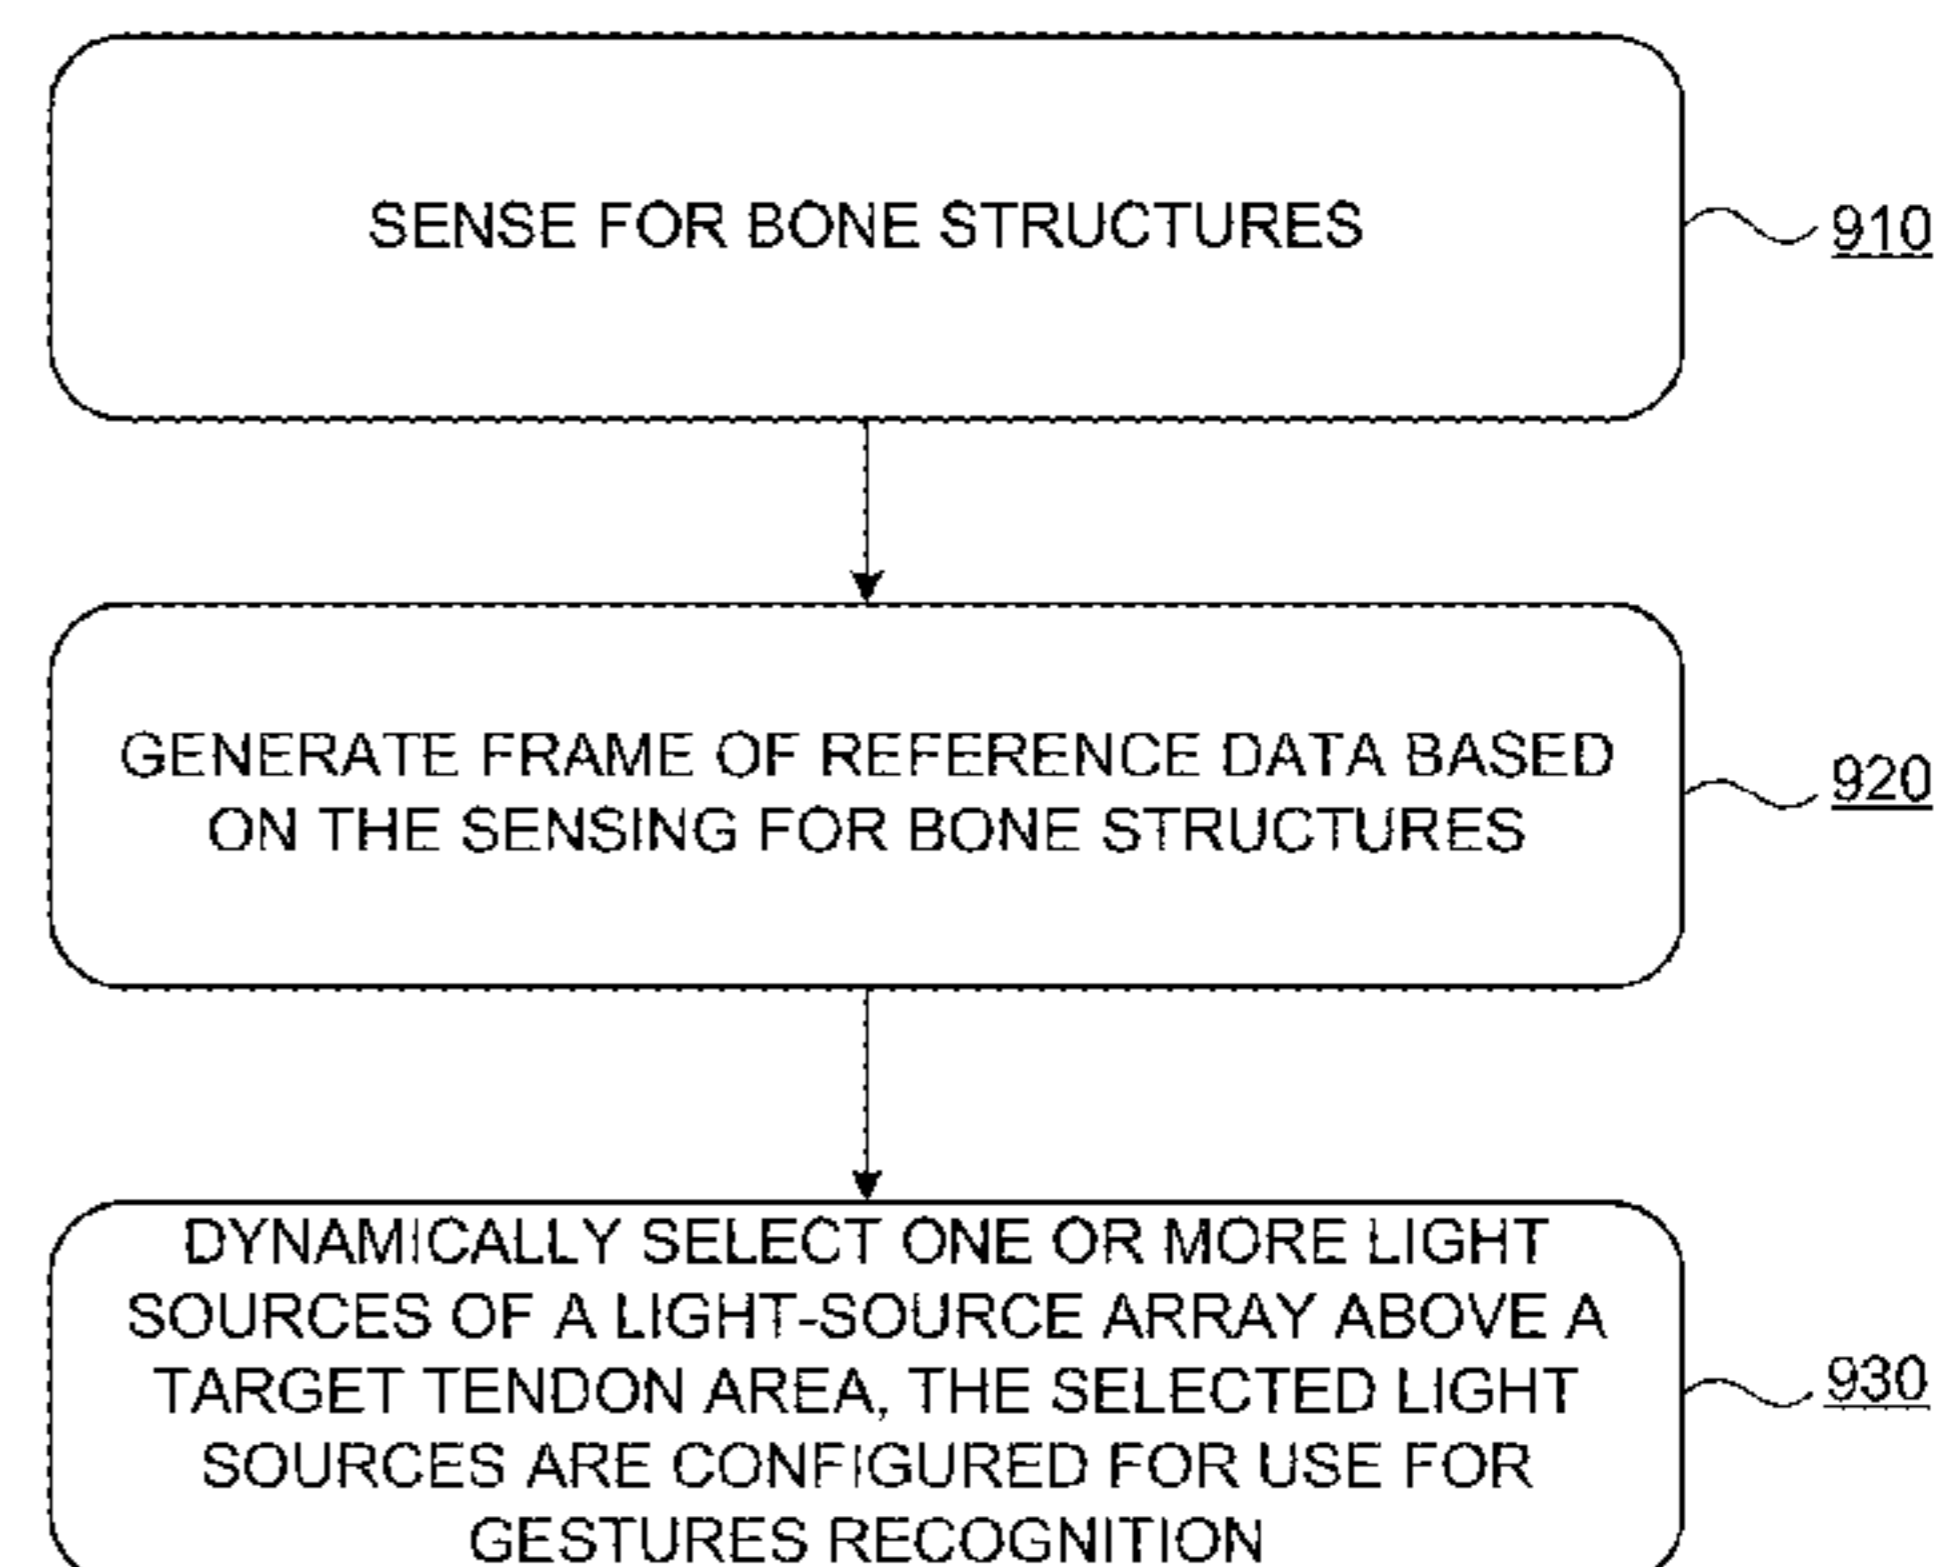 SENSE FOR BONE STRUCTURES
910
GENERATE FRAME OF REFERENCE DATA BASED
ON THE SENSING FOR BONE STRUCTURES
920
DYNAMICALLY SELECT ONE OR MORE LIGHT
SOURCES OF A LIGHT-SOURCE ARRAY ABOVE A
TARGET TENDON AREA, THE SELECTED LIGHT
SOURCES ARE CONFIGURED FOR USE FOR
GESTURES RECOGNITION
930